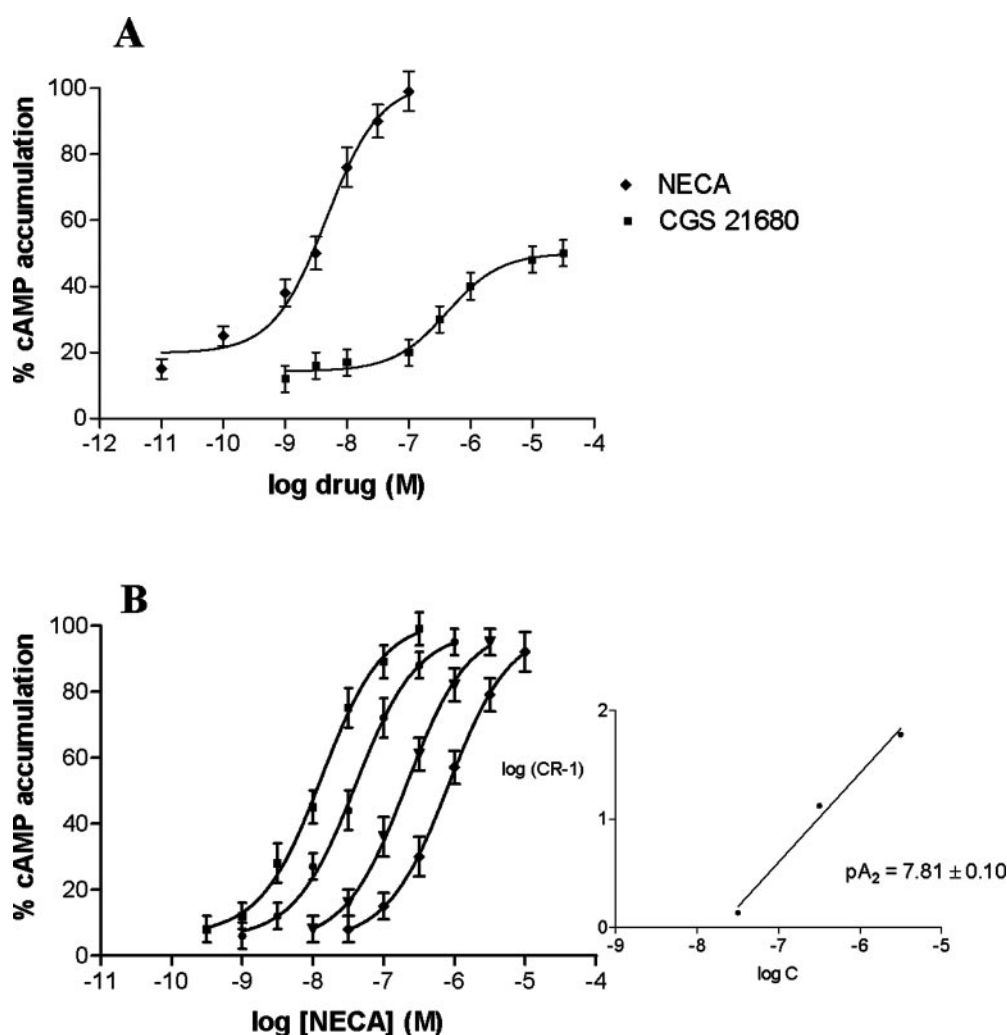 A
% cAMP accumulation
100
80
60
40
20
0
-12 -11 -10 -9 -8 -7 -6 -5 -4
log drug (M)
NECA
CGS 21680
B
% cAMP accumulation
100
80
60
40
20
0
-11 -10 -9 -8 -7 -6 -5 -4
log [NECA] (M)
log (CR-1)
2
1
0
-9 -8 -7 -6 -5
log C
pA₂ = 7.81 ± 0.10